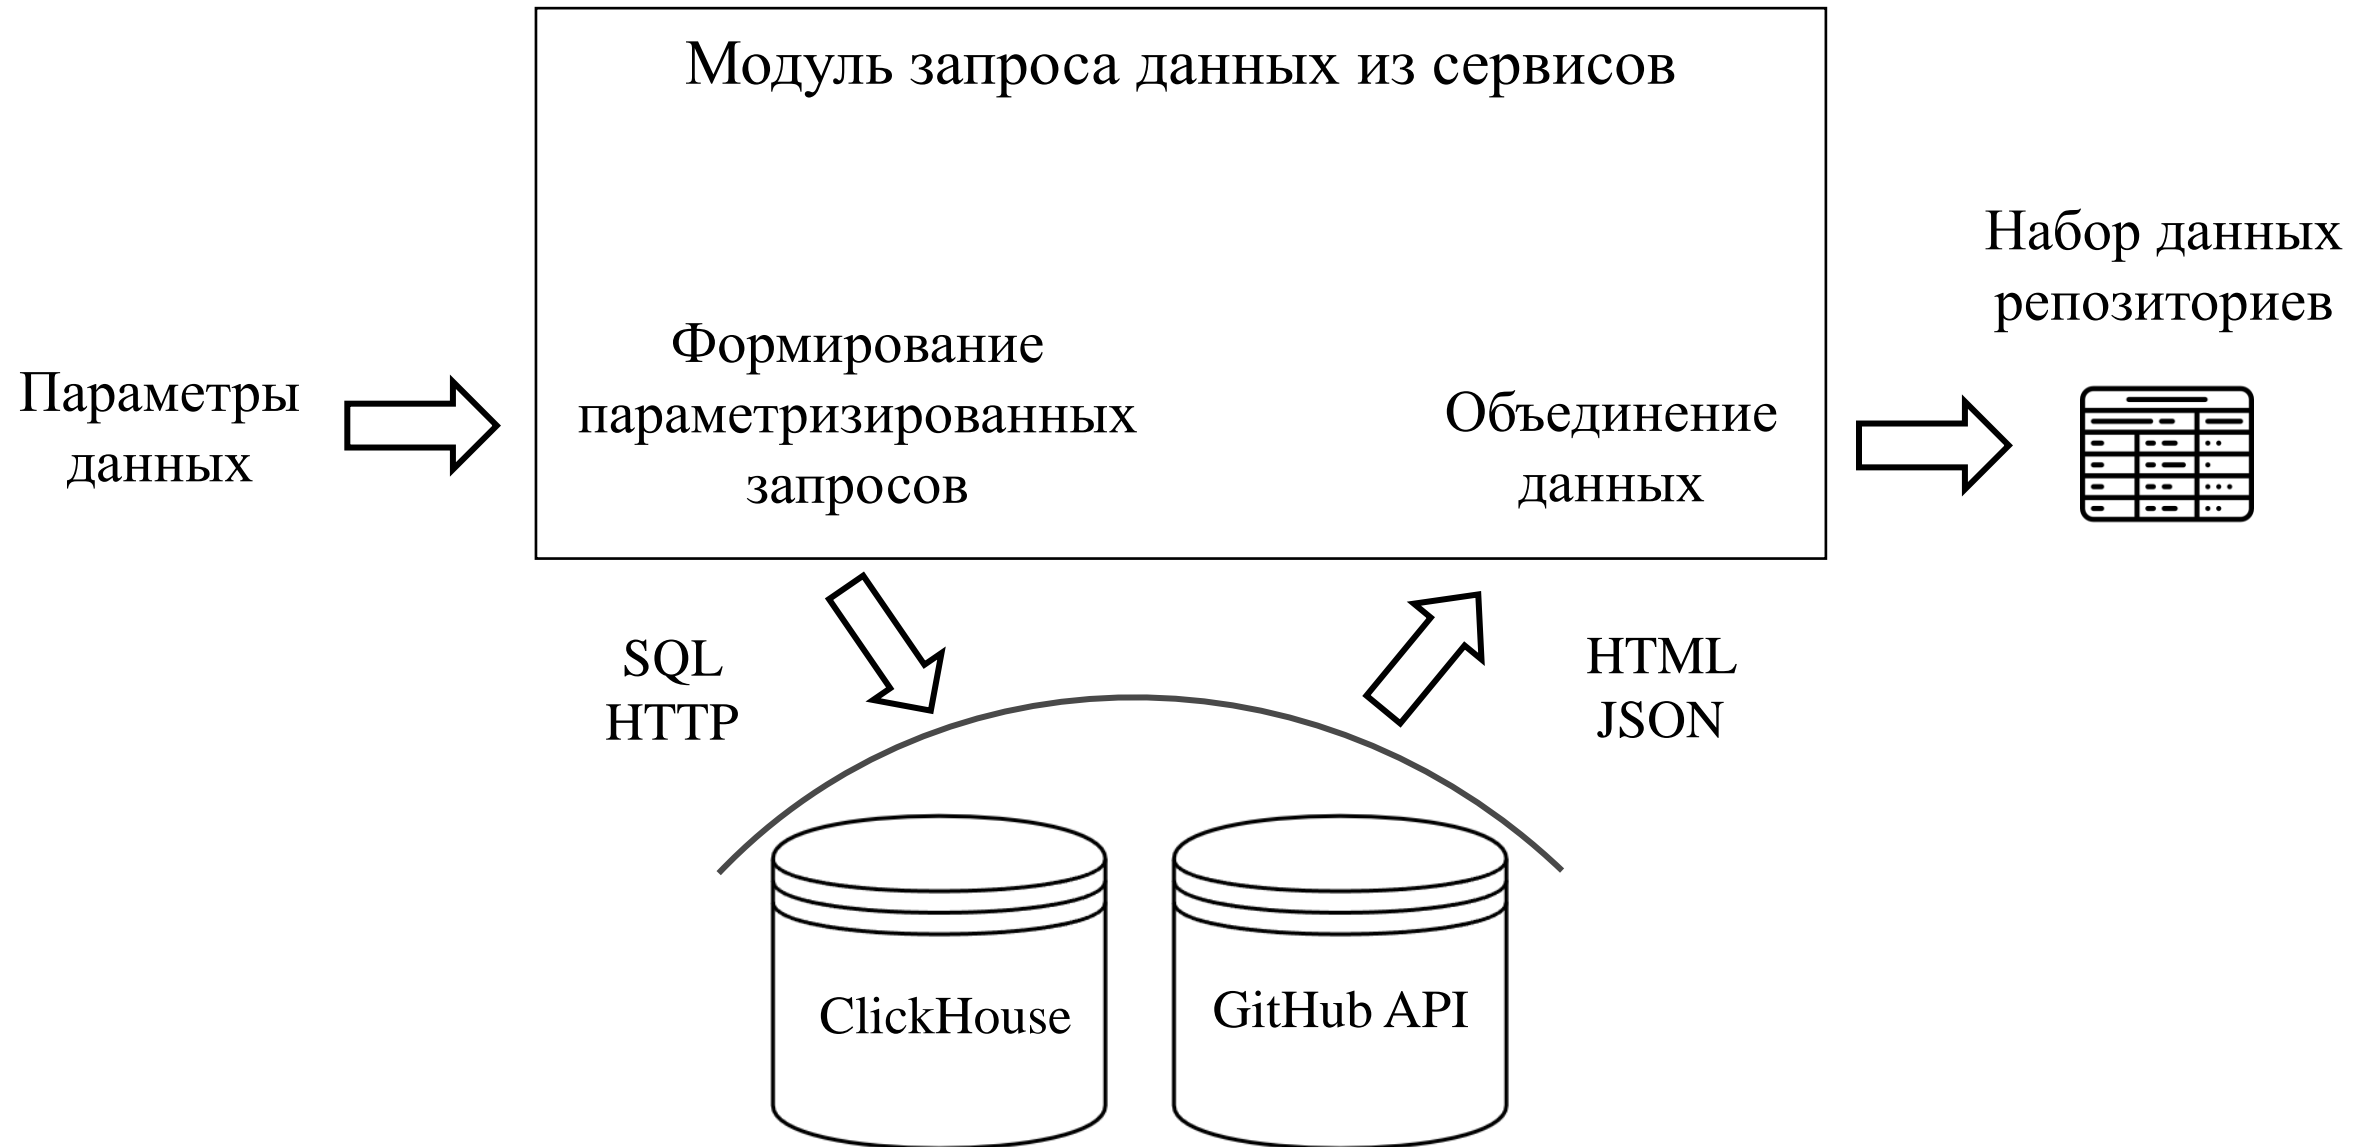 Модуль запроса данных из сервисов
Параметры
данных
Формирование
параметризированных
запросов
Объединение
данных
Набор данных
репозиториев
SQL
HTTP
HTML
JSON
ClickHouse
GitHub API